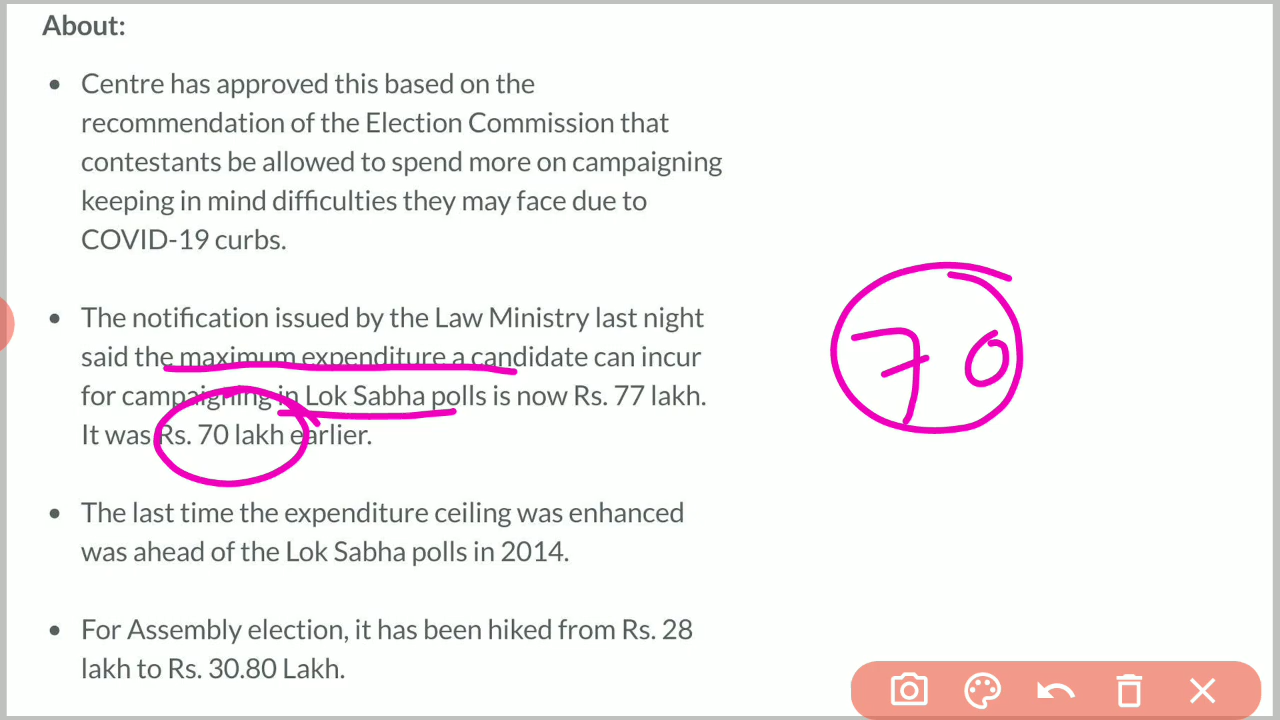 About:
• Centre has approved this based on the
recommendation of the Election Commission that
contestants be allowed to spend more on campaigning
keeping in mind difficulties they may face due to
COVID-19 curbs.
• The notification issued by the Law Ministry last night
said the maximum expenditure a candidate can incur
for campaigning in Lok Sabha polls is now Rs. 77 lakh.
It was Rs. 70 lakh earlier.
70
• The last time the expenditure ceiling was enhanced
was ahead of the Lok Sabha polls in 2014.
• For Assembly election, it has been hiked from Rs. 28
lakh to Rs. 30.80 Lakh.